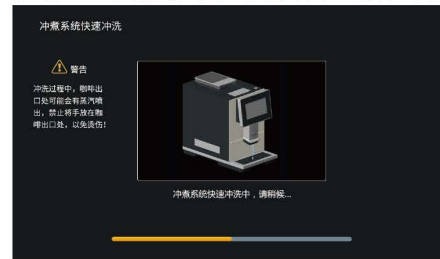 冲煮系统快速冲洗
警告
冲洗过程中，咖啡出
口处可能会有蒸汽喷
出，禁止将手放在咖
啡出口处，以免烫伤！
冲煮系统快速冲洗中，请稍候...